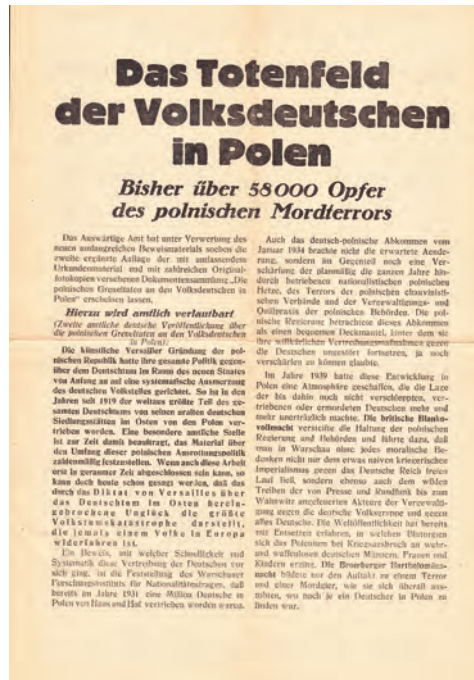 Das Totenfeld
der Volksdeutschen
in Polen
Bisher über 58000 Opfer
des polnischen Mordterrors
Das Auswärtige Amt hat unter Verwertung des
neuen umfangreichen Beweismaterials soeben die
zweite ergänzte Auflage der mit umfassendem
Urkundenmaterial und mit zahlreichen Original-
fotokopien versehenen Dokumentensammlung „Die
polnischen Greueltaten an den Volksdeutschen in
Polen“ erscheinen lassen.
Hierzu wird amtlich verlautbart
(Zweite amtliche deutsche Veröffentlichung über
die polnischen Greueltaten an den Volksdeutschen
in Polen):
Die künstliche Versailler Gründung der pol-
nischen Republik hatte ihre gesamte Politik gegen-
über dem Deutschtum im Raum des neuen Staates
von Anfang an auf eine systematische Ausmerzung
des deutschen Volksteiles gerichtet. So ist in den
Jahren seit 1919 der weitaus größte Teil des ge-
samten Deutschtums von seinen uralten deutschen
Siedlungsstätten im Osten von den Polen ver-
trieben worden. Eine besondere amtliche Stelle
ist zur Zeit damit beauftragt, das Material über
den Umfang dieser polnischen Ausrottungspolitik
zahlenmäßig festzustellen. Wenn auch diese Arbeit
erst in geraumer Zeit abgeschlossen sein kann, so
kann doch heute schon gesagt werden, daß das
durch das Diktat von Versailles über
das Deutschtum im Osten herein-
gebrochene Unglück die größte
Volkstumskatastrophe darstellt,
die jemals einem Volke in Europa
widerfahren ist.
Ein Beweis, mit welcher Schnelligkeit und
Systematik diese Vertreibung der Deutschen vor
sich ging, ist die Feststellung des Warschauer
Forschungsinstituts für Nationalitätenfragen, daß
bereits im Jahre 1931 eine Million Deutsche in
Polen von Haus und Hof vertrieben worden waren.
Auch das deutsch-polnische Abkommen vom
Januar 1934 brachte nicht die erwartete Aende-
rung, sondern im Gegenteil noch eine Ver-
schärfung der planmäßig die ganzen Jahre hin-
durch betriebenen nationalistischen polnischen
Hetze, des Terrors der polnischen chauvinisti-
schen Verbände und der Vergewaltigungs- und
Quälpraxis der polnischen Behörden. Die pol-
nische Regierung betrachtete dieses Abkommen
als einen bequemen Deckmantel, hinter dem sie
ihre willkürlichen Vertreibungsmaßnahmen gegen
die Deutschen ungestört fortsetzen, ja noch
verschärfen zu können glaubte.
Im Jahre 1939 hatte diese Entwicklung in
Polen eine Atmosphäre geschaffen, die die Lage
der bis dahin noch nicht verschleppten, ver-
triebenen oder ermordeten Deutschen mehr und
mehr unerträglich machte. Die britische Blanko-
vollmacht versteifte die Haltung der polnischen
Regierung und Behörden und führte dazu, daß
man in Warschau ohne jedes moralische Be-
denken nicht nur dem etwas naiven kriegerischen
Imperialismus gegen das Deutsche Reich freien
Lauf ließ, sondern ebenso auch dem wilden
Treiben der von Presse und Rundfunk bis zum
Wahnwitz angefeuerten Akteure der Vergewalti-
gung gegen die deutsche Volksgruppe und gegen
alles Deutsche. Die Weltöffentlichkeit hat bereits
mit Entsetzen erfahren, in welchen Blutorgien
sich das Polentum bei Kriegsausbruch an wehr-
und waffenlosen deutschen Männern, Frauen und
Kindern erging. Die Bromberger Bartholomäus-
nacht bildete nur den Auftakt zu einem Terror
und einer Mordgier, wie sie sich überall aus-
tobten, wo noch je ein Deutscher in Polen zu
finden war.